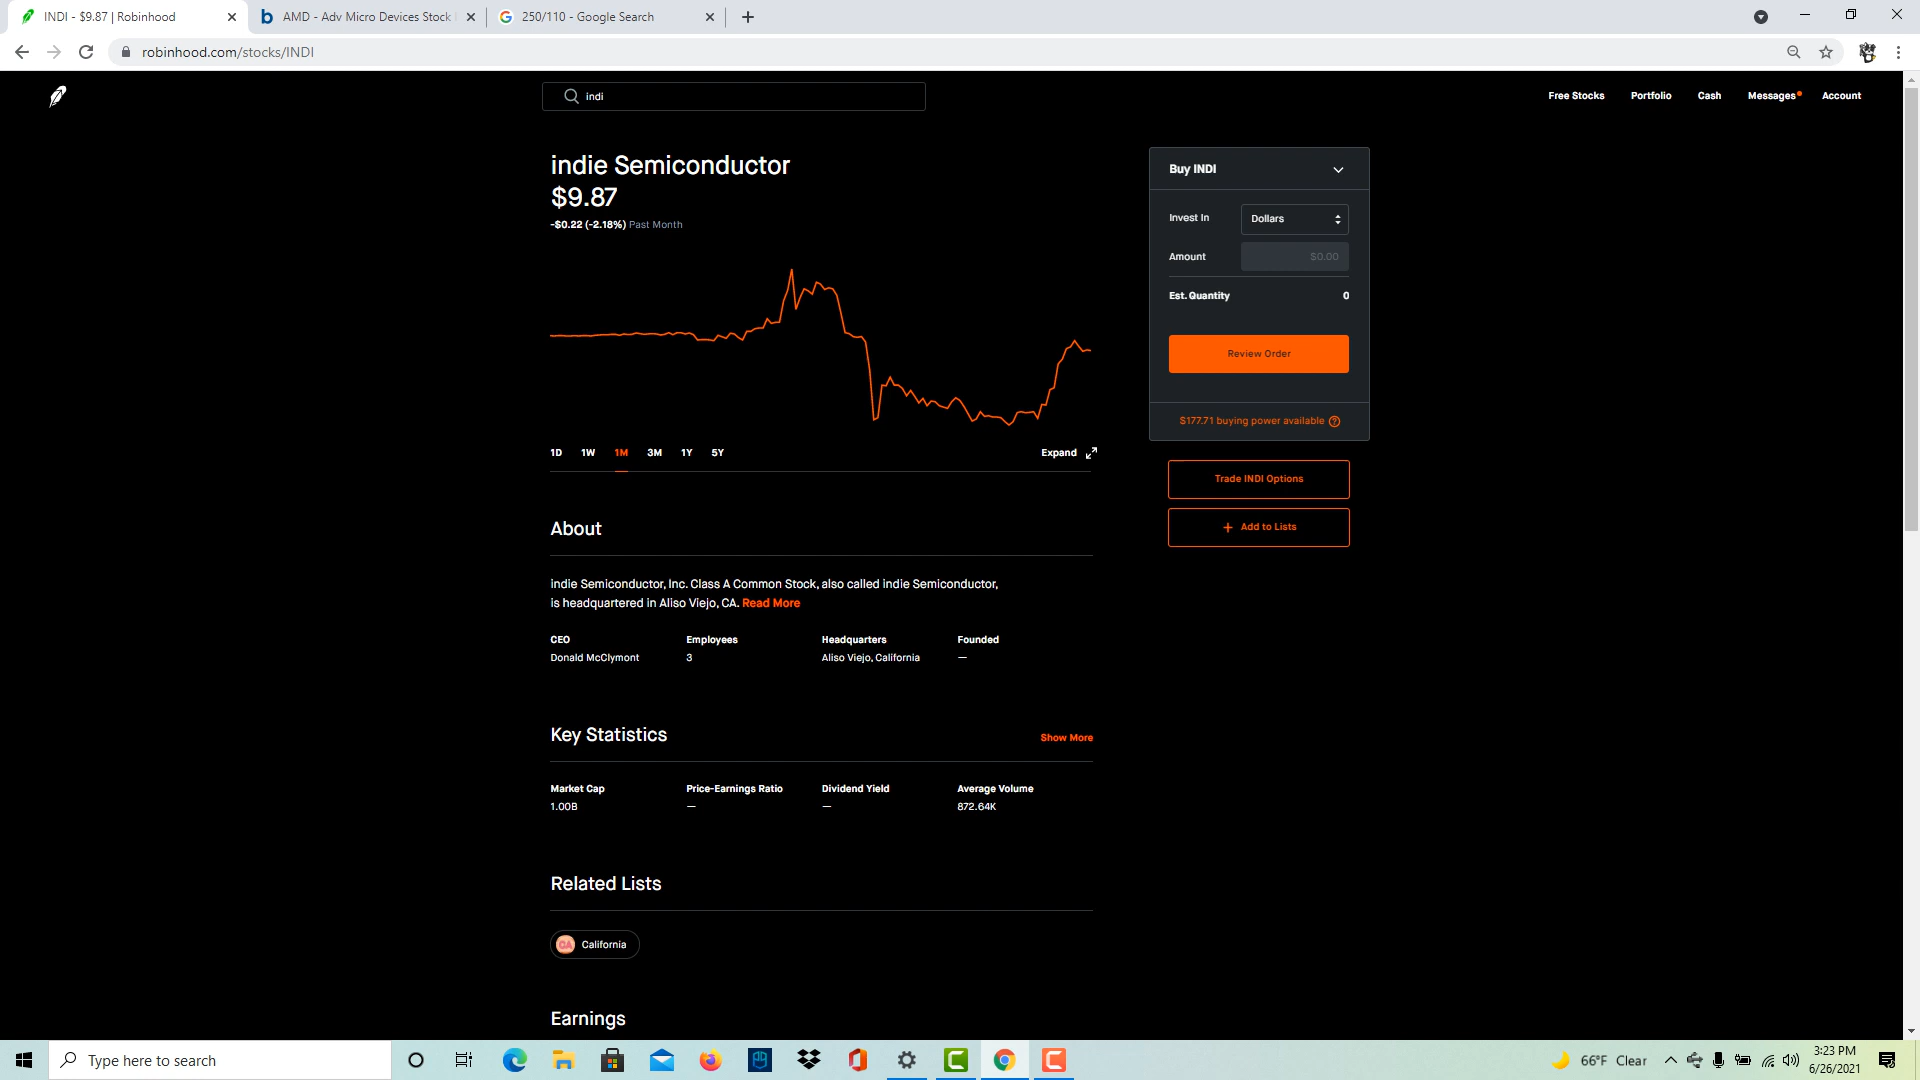 INDI - $9.87 | Robinhood
AMD - Adv Micro Devices Stock
250/110 - Google Search
robinhood.com/stocks/INDI
indi
Free Stocks
Portfolio
Cash
Messages
Account
indie Semiconductor
$9.87
-$0.22 (-2.18%) Past Month
1D 1W 1M 3M 1Y 5Y
Expand
Buy INDI
Invest In
Dollars
Amount
$0.00
Est. Quantity
0
Review Order
$177.71 buying power available
Trade INDI Options
+ Add to Lists
About
indie Semiconductor, Inc. Class A Common Stock, also called indie Semiconductor,
is headquartered in Aliso Viejo, CA. Read More
CEO
Donald McClymont
Employees
3
Headquarters
Aliso Viejo, California
Founded
—
Key Statistics
Show More
Market Cap
1.00B
Price-Earnings Ratio
—
Dividend Yield
—
Average Volume
872.64K
Related Lists
CA California
Earnings
Type here to search
66°F Clear
3:23 PM
6/26/2021